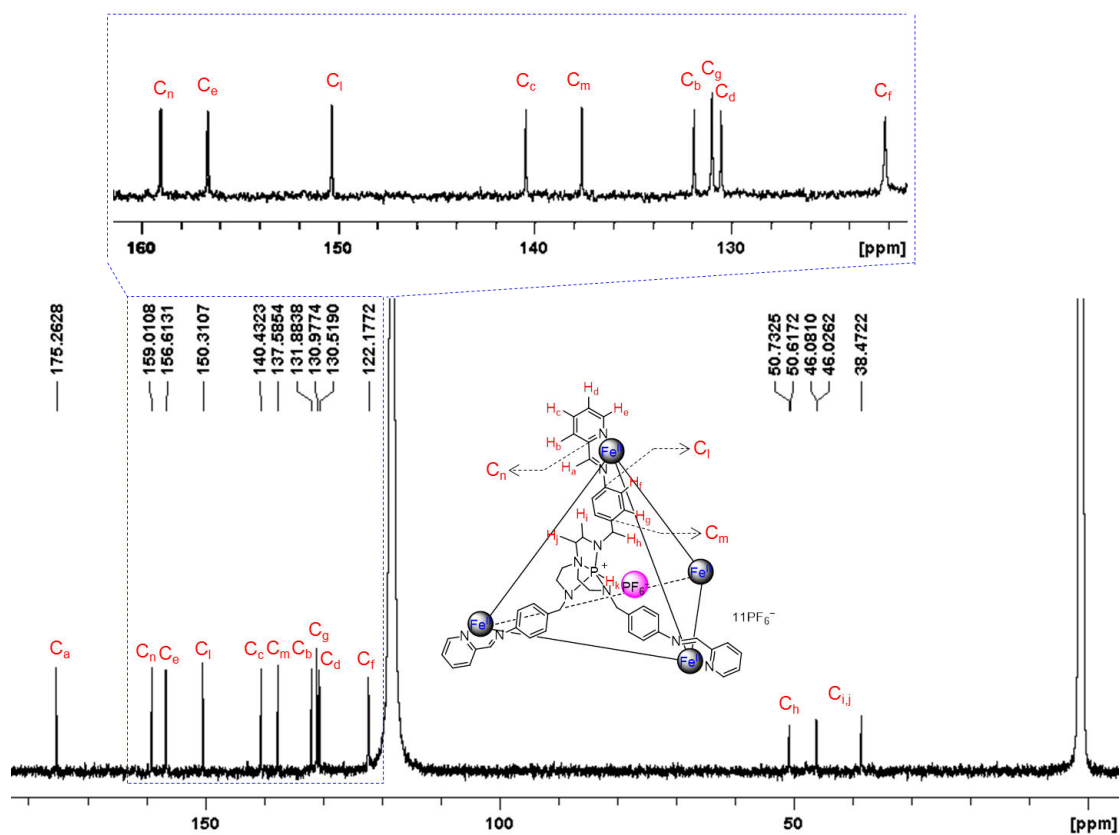 Cn Ce Cl Cc Cm Cb Cg Cd Cf
160 150 140 130 [ppm]
175.2628
159.0108
156.6131
150.3107
140.4323
137.5854
131.8838
130.9774
130.5190
122.1772
50.7325
50.6172
46.0810
46.0262
38.4722
Hd
Hc He
N
Hb
Feᴵᴵ
Cn Ha N Cl
Hf
Hi Hg
Hj N Hh Cm
N P+ Hk PF6− Feᴵᴵ
N N
11PF6−
Feᴵᴵ N N
N Feᴵᴵ N
Ca Cn Ce Cl Cc Cm Cb Cg Cd Cf
Ch Ci,j
150 100 50 [ppm]